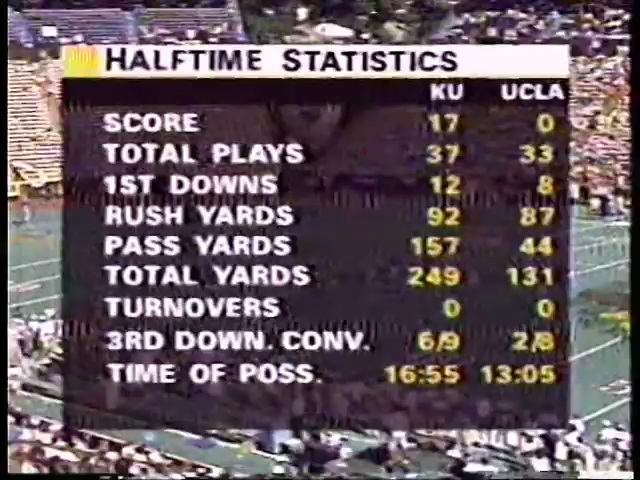 HALFTIME STATISTICS
KU UCLA
SCORE 17 0
TOTAL PLAYS 37 33
1ST DOWNS 12 8
RUSH YARDS 92 87
PASS YARDS 157 44
TOTAL YARDS 249 131
TURNOVERS 0 0
3RD DOWN. CONV. 6/9 2/8
TIME OF POSS. 16:55 13:05